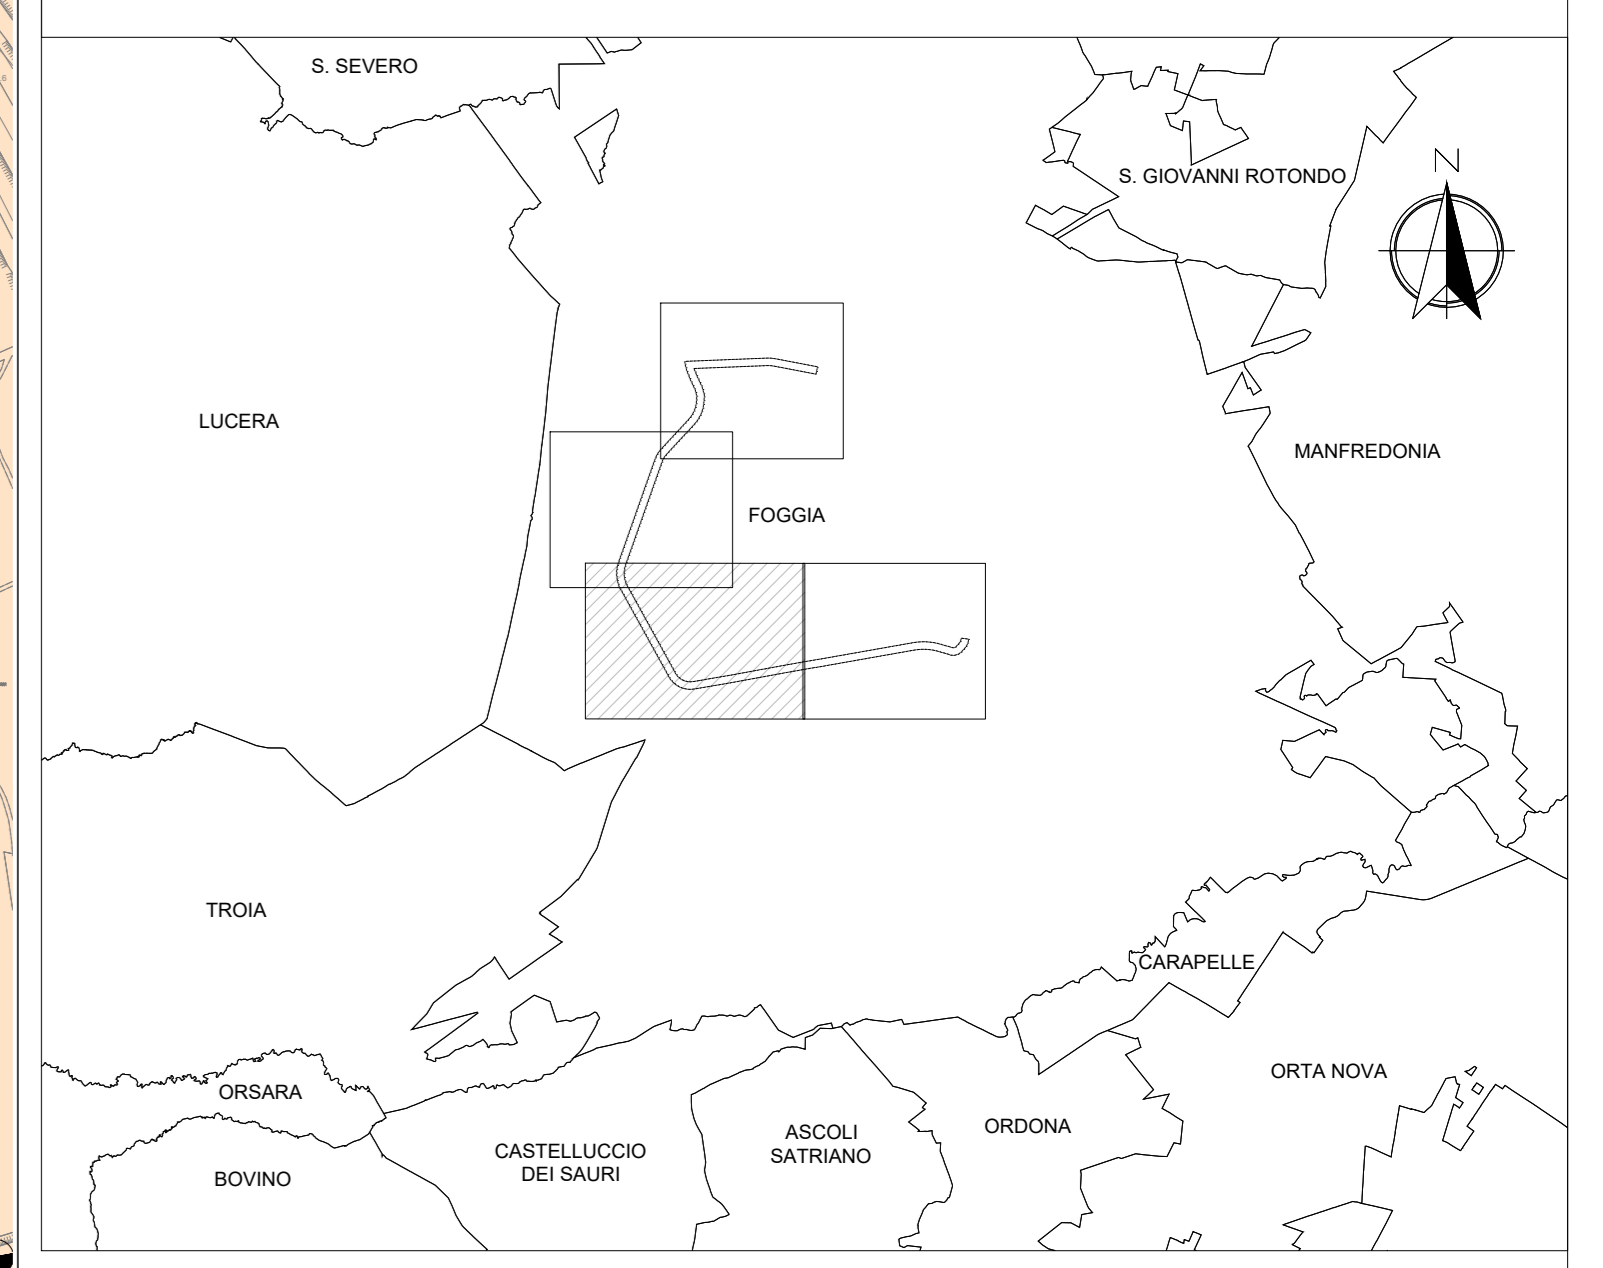 S. SEVERO
N
S. GIOVANNI ROTONDO
LUCERA
MANFREDONIA
FOGGIA
TROIA
CARAPELLE
ORTA NOVA
ORSARA
ORDONA
ASCOLI
SATRIANO
CASTELLUCCIO
DEI SAURI
BOVINO